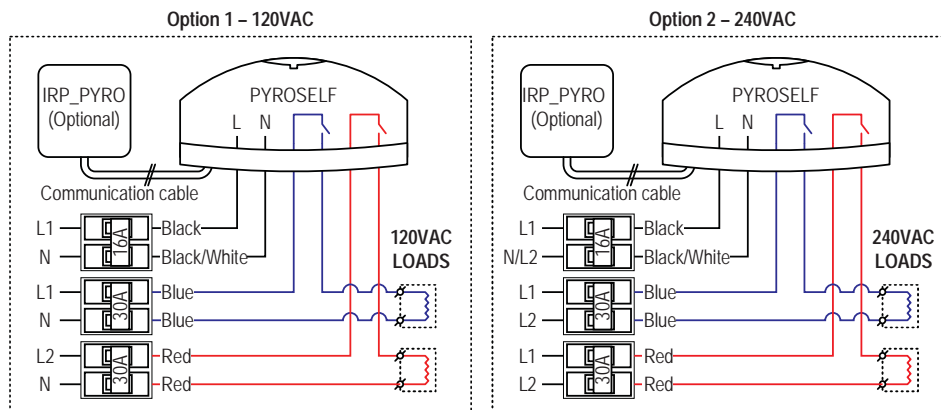 Option 1 – 120VAC
IRP_PYRO
(Optional)
PYROSELF
L N
Communication cable
L1
N
16A
Black
Black/White
120VAC
LOADS
L1
N
30A
Blue
Blue
L2
N
30A
Red
Red
Option 2 – 240VAC
IRP_PYRO
(Optional)
PYROSELF
L N
Communication cable
L1
N/L2
16A
Black
Black/White
240VAC
LOADS
L1
L2
30A
Blue
Blue
L1
L2
30A
Red
Red